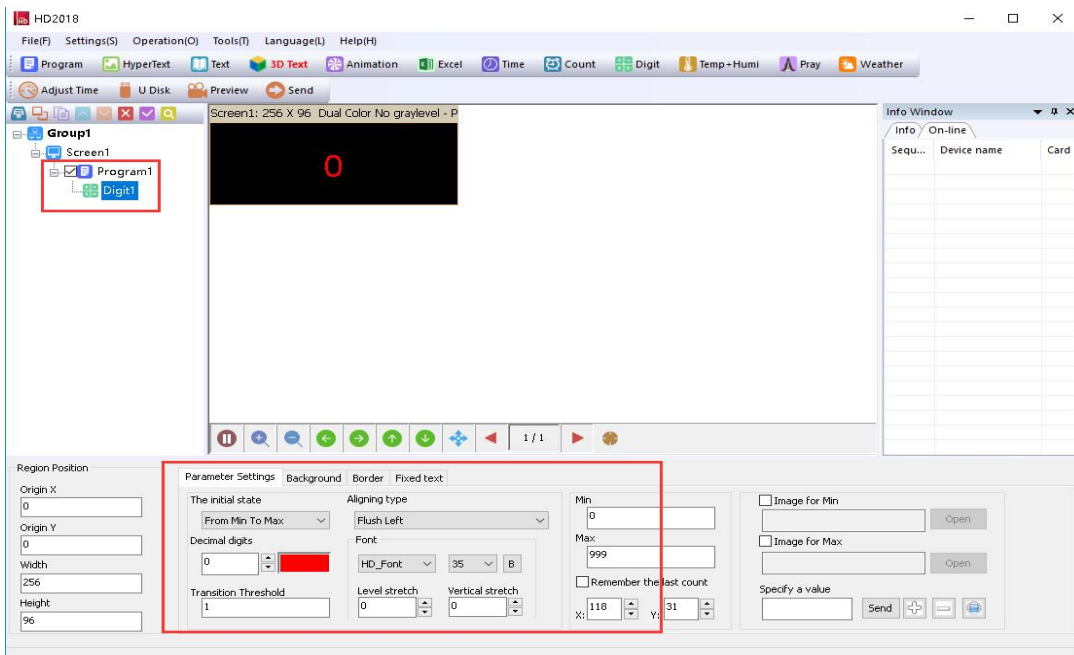 HD2018
File(F) Settings(S) Operation(O) Tools(T) Language(L) Help(H)
Program HyperText Text 3D Text Animation Excel Time Count Digit Temp+Humi Pray Weather
Adjust Time U Disk Preview Send
Screen1: 256 X 96 Dual Color No graylevel - P
Info Window
Info On-line
Sequ... Device name Card
Group1
Screen1
Program1
Digit1
0
1/1
Region Position
Origin X
0
Origin Y
0
Width
256
Height
96
Parameter Settings Background Border Fixed text
The initial state
From Min To Max
Decimal digits
0
Transition Threshold
1
Aligning type
Flush Left
Font
HD_Font 35 B
Level stretch Vertical stretch
0 0
Min
0
Max
999
Remember the last count
X: 118 Y: 31
Image for Min
Open
Image for Max
Open
Specify a value
Send